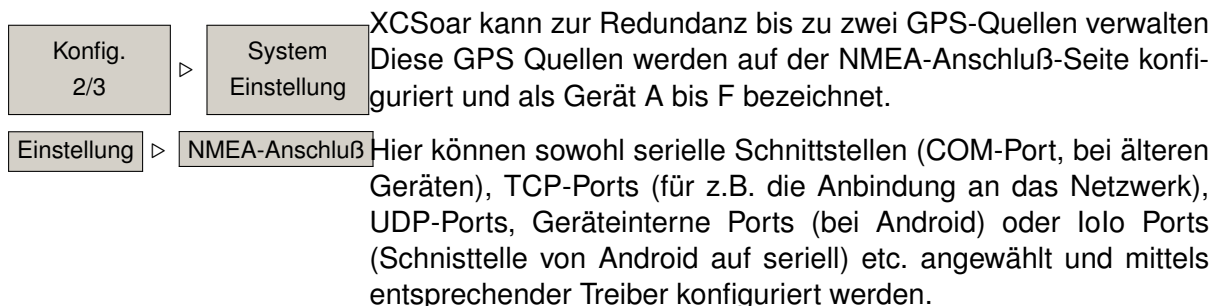 Konfig.
2/3
▷
System
Einstellung
XCSoar kann zur Redundanz bis zu zwei GPS-Quellen verwalten
Diese GPS Quellen werden auf der NMEA-Anschluß-Seite konfi-
guriert und als Gerät A bis F bezeichnet.
Einstellung ▷ NMEA-Anschluß
Hier können sowohl serielle Schnittstellen (COM-Port, bei älteren
Geräten), TCP-Ports (für z.B. die Anbindung an das Netzwerk),
UDP-Ports, Geräteinterne Ports (bei Android) oder IoIo Ports
(Schnisttelle von Android auf seriell) etc. angewählt und mittels
entsprechender Treiber konfiguriert werden.